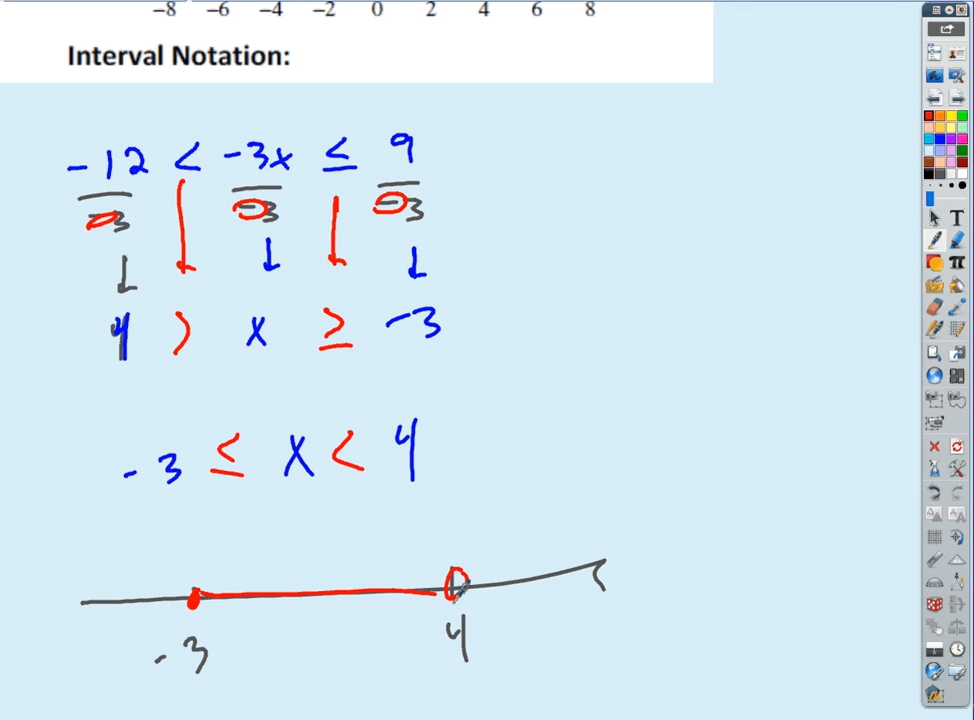 -8 -6 -4 -2 0 2 4 6 8
Interval Notation:
-12 < -3x ≤ 9
-3 -3 -3
4 > x ≥ -3
-3 ≤ x < 4
-3 4